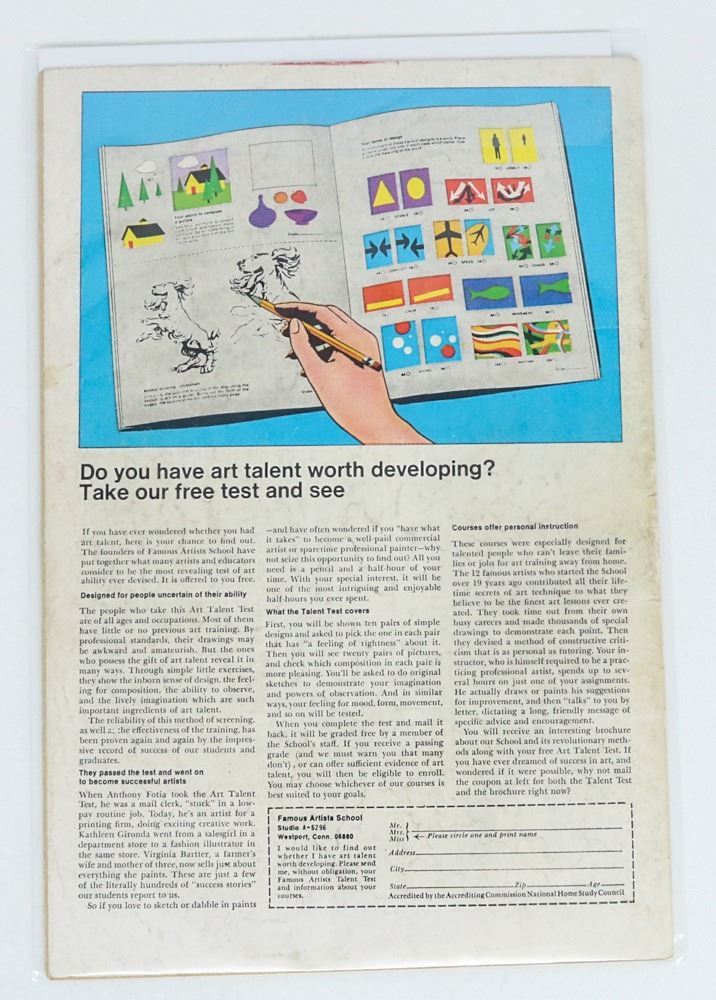 Your sense of design
STABLE
JOY
CONFLICT
SPEED
CHAOS
CALM
MOVEMENT
RHYTHM
Do you have art talent worth developing?
Take our free test and see
If you have ever wondered whether you had
art talent, here is your chance to find out.
The founders of Famous Artists School have
put together what many artists and educators
consider to be the most revealing test of art
ability ever devised. It is offered to you free.
Designed for people uncertain of their ability
The people who take this Art Talent Test
are of all ages and occupations. Most of them
have little or no previous art training. By
professional standards, their drawings may
be awkward and amateurish. But the ones
who possess the gift of art talent reveal it in
many ways. Through simple little exercises,
they show the inborn sense of design, the feel-
ing for composition, the ability to observe,
and the lively imagination which are such
important ingredients of art talent.
The reliability of this method of screening,
as well as the effectiveness of the training, has
been proven again and again by the impres-
sive record of success of our students and
graduates.
They passed the test and went on
to become successful artists
When Anthony Fotia took the Art Talent
Test, he was a mail clerk, "stuck" in a low-
pay routine job. Today, he's an artist for a
printing firm, doing exciting creative work.
Kathleen Gironda went from a salesgirl in a
department store to a fashion illustrator in
the same store. Virginia Bartter, a farmer's
wife and mother of three, now sells just about
everything she paints. These are just a few
of the literally hundreds of "success stories"
our students report to us.
So if you love to sketch or dabble in paints
—and have often wondered if you "have what
it takes" to become a well-paid commercial
artist or sparetime professional painter—why
not seize this opportunity to find out? All you
need is a pencil and a half-hour of your
time. With your special interest, it will be
one of the most intriguing and enjoyable
half-hours you ever spent.
What the Talent Test covers
First, you will be shown ten pairs of simple
designs and asked to pick the one in each pair
that has "a feeling of rightness" about it.
Then you will see twenty pairs of pictures,
and check which composition in each pair is
more pleasing. You'll be asked to do original
sketches to demonstrate your imagination
and powers of observation. And in similar
ways, your feeling for mood, form, movement,
and so on will be tested.
When you complete the test and mail it
back, it will be graded free by a member of
the School's staff. If you receive a passing
grade (and we must warn you that many
don't), or can offer sufficient evidence of art
talent, you will then be eligible to enroll.
You may choose whichever of our courses is
best suited to your goals.
Courses offer personal instruction
These courses were especially designed for
talented people who can't leave their fami-
lies or jobs for art training away from home.
The 12 famous artists who started the School
over 19 years ago contributed all their life-
time secrets of art technique to what they
believe to be the finest art lessons ever cre-
ated. They took time out from their own
busy careers and made thousands of special
drawings to demonstrate each point. Then
they devised a method of constructive criti-
cism that is as personal as tutoring. Your in-
structor, who is himself required to be a prac-
ticing professional artist, spends up to sev-
eral hours on just one of your assignments.
He actually draws or paints his suggestions
for improvement, and then "talks" to you by
letter, dictating a long, friendly message of
specific advice and encouragement.
You will receive an interesting brochure
about our School and its revolutionary meth-
ods along with your free Art Talent Test. If
you have ever dreamed of success in art, and
wondered if it were possible, why not mail
the coupon at left for both the Talent Test
and the brochure right now?
Famous Artists School
Studio A-6296
Westport, Conn. 06880
I would like to find out
whether I have art talent
worth developing. Please send
me, without obligation, your
Famous Artists Talent Test
and information about your
courses.
Mr.
Mrs.
Miss
Please circle one and print name
Address
City
State Zip Age
Accredited by the Accrediting Commission National Home Study Council